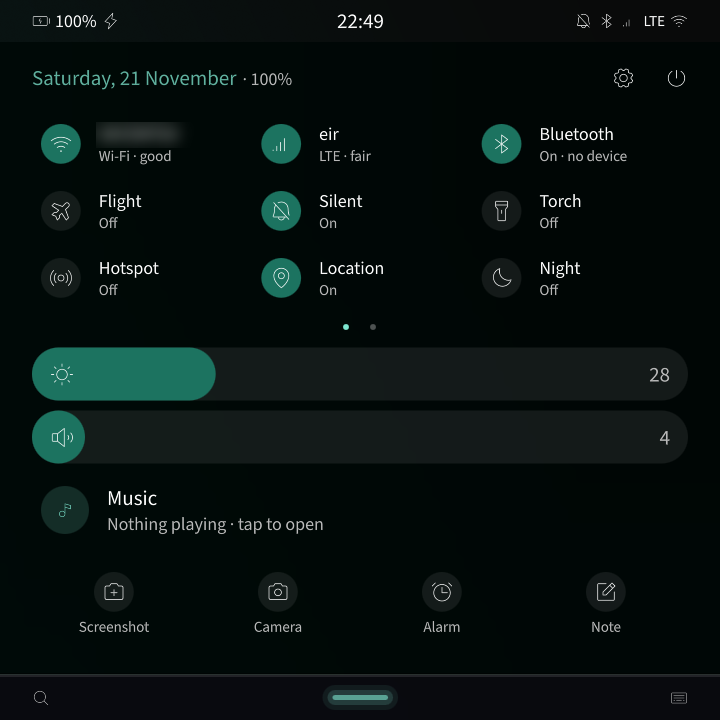 100% 22:49 LTE
Saturday, 21 November · 100%
eir Bluetooth
Wi-Fi · good LTE · fair On · no device
Flight Silent Torch
Off On Off
Hotspot Location Night
Off On Off
28
4
Music
Nothing playing · tap to open
Screenshot Camera Alarm Note